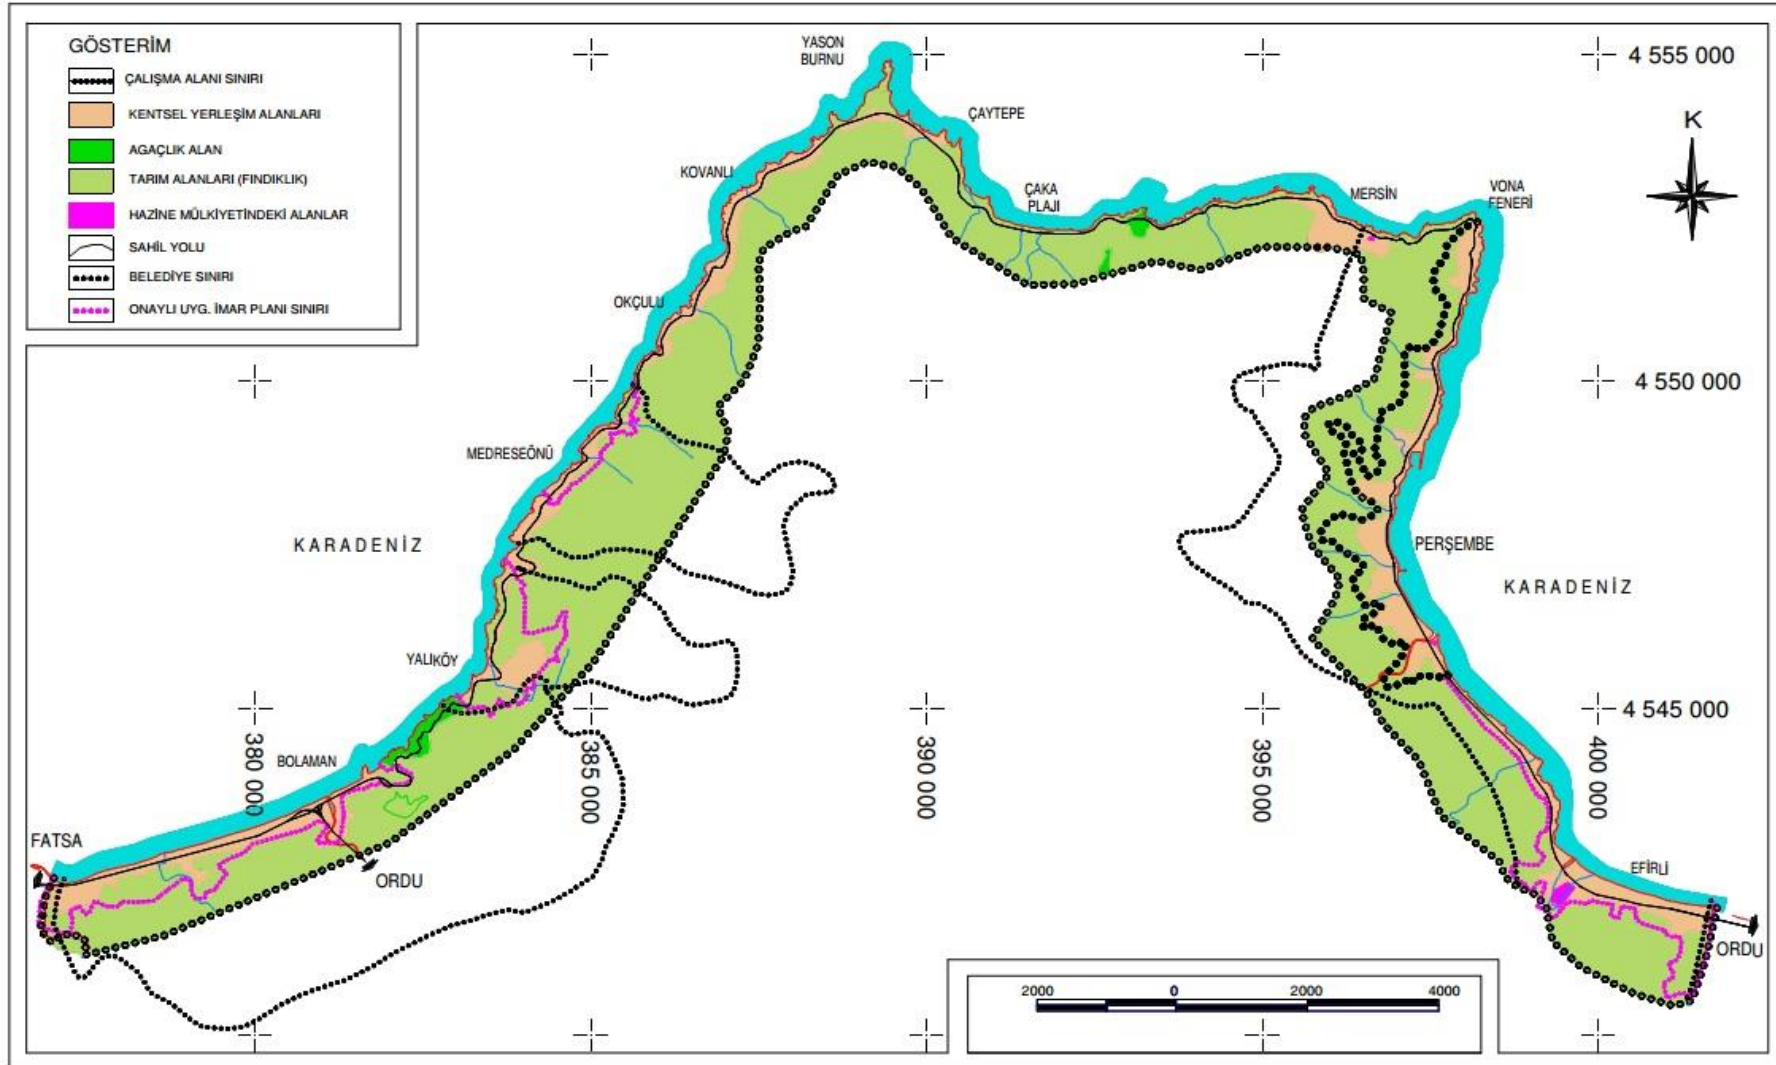 GÖSTERİM
ÇALIŞMA ALANI SINIRI
KENTSEL YERLEŞİM ALANLARI
AGAÇLIK ALAN
TARIM ALANLARI (FINDIKLIK)
HAZİNE MÜLKİYETİNDEKİ ALANLAR
SAHİL YOLU
BELEDİYE SINIRI
ONAYLI UYG. İMAR PLANI SINIRI
YASON
BURNU
4 555 000
ÇAYTEPE
K
KOVANLI
ÇAKA
PLAJI
MERSİN
VONA
FENERİ
OKÇULU
4 550 000
MEDRESEÖNÜ
KARADENİZ
PERŞEMBE
KARADENİZ
YALIKÖY
4 545 000
BOLAMAN
380 000
385 000
390 000
395 000
400 000
FATSA
ORDU
EFİRLİ
ORDU
2000
0
2000
4000